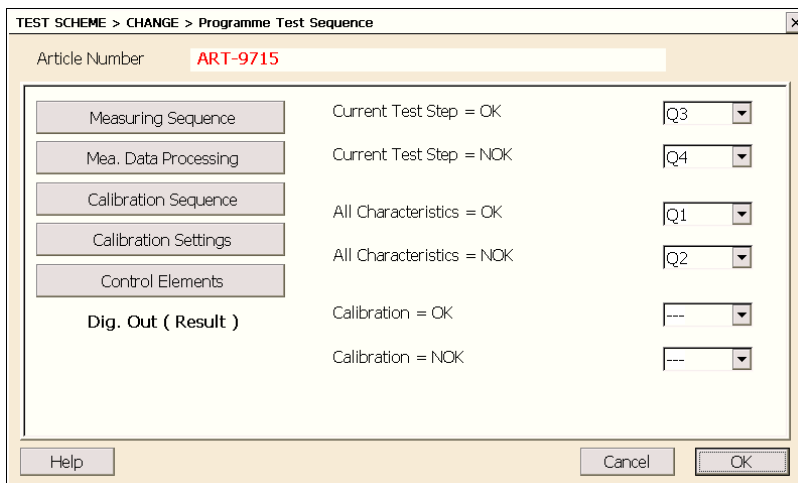 TEST SCHEME > CHANGE > Programme Test Sequence
Article Number ART-9715
Measuring Sequence
Mea. Data Processing
Calibration Sequence
Calibration Settings
Control Elements
Dig. Out ( Result )
Current Test Step = OK Q3
Current Test Step = NOK Q4
All Characteristics = OK Q1
All Characteristics = NOK Q2
Calibration = OK ---
Calibration = NOK ---
Help Cancel OK